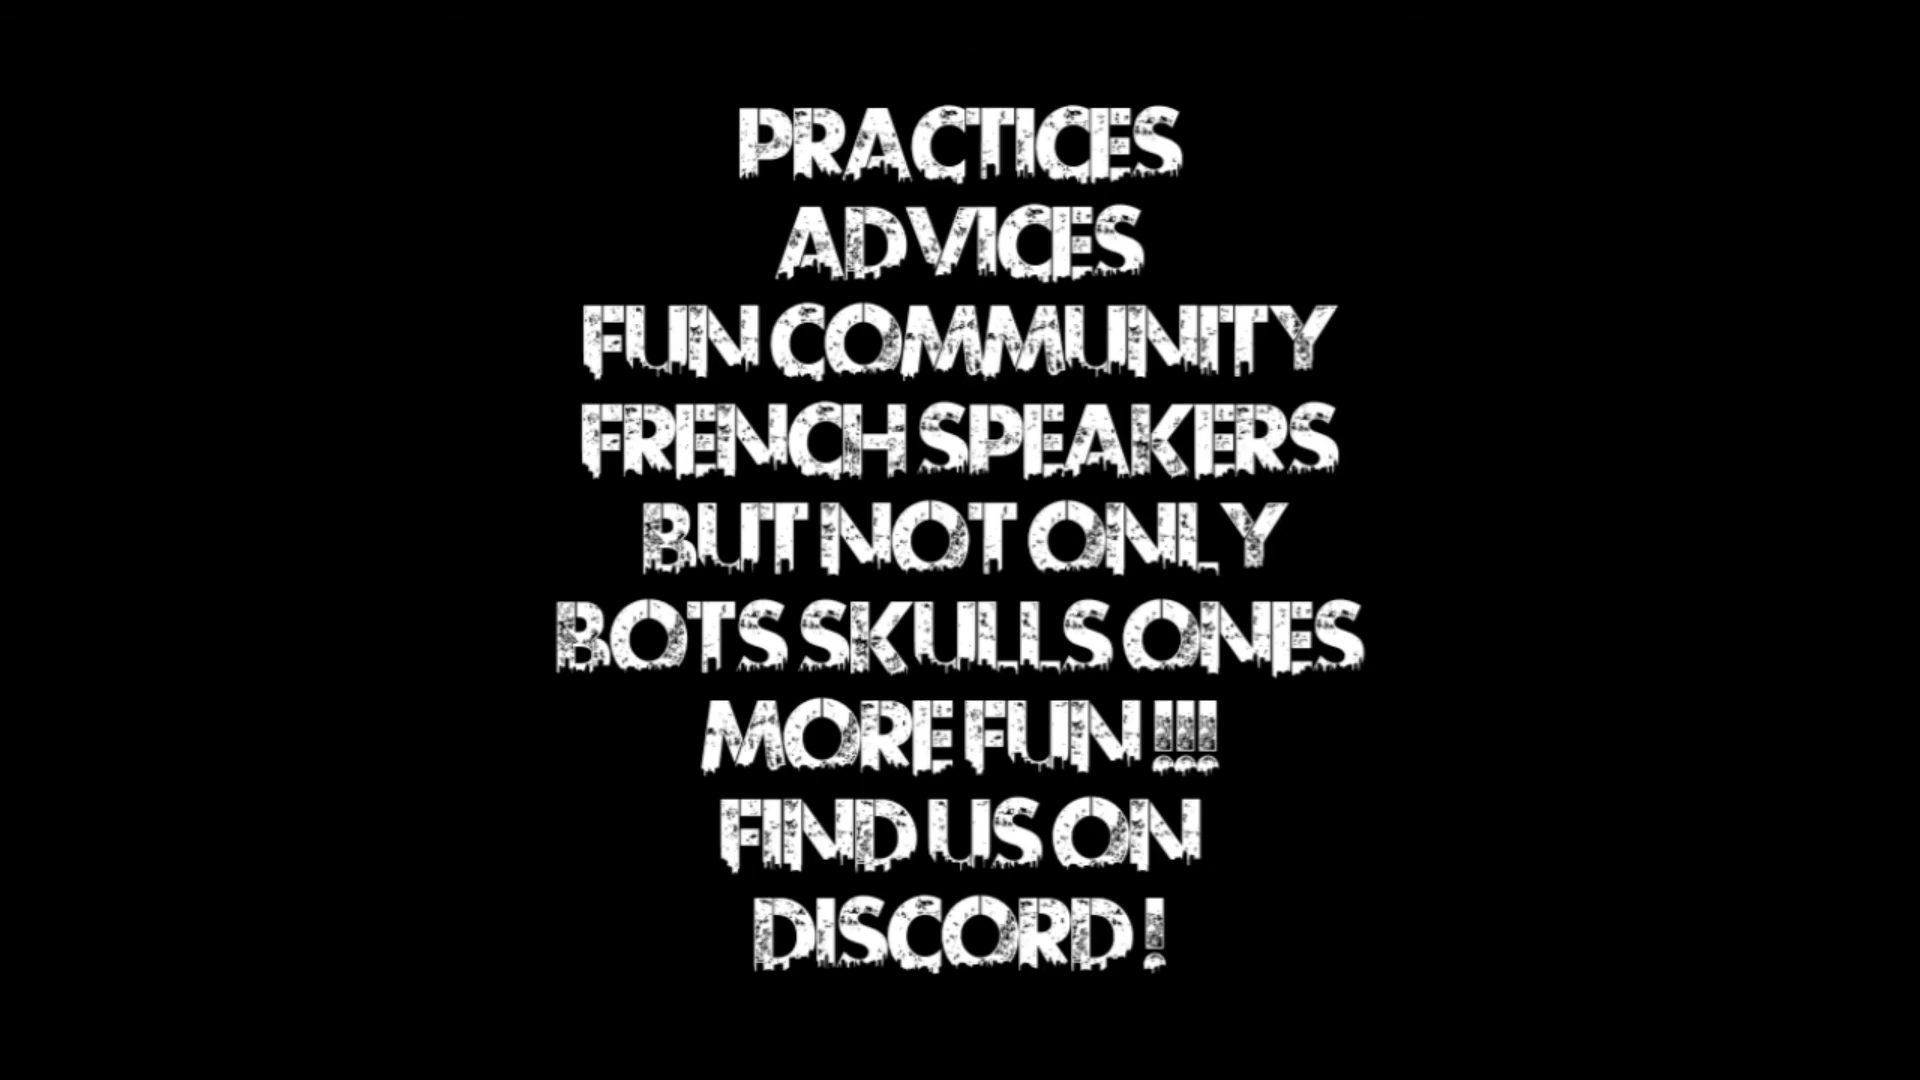 PRACTICES
ADVICES
FUN COMMUNITY
FRENCH SPEAKERS
BUT NOT ONLY
BOTS SKULLS ONES
MORE FUN !!!
FIND US ON
DISCORD !